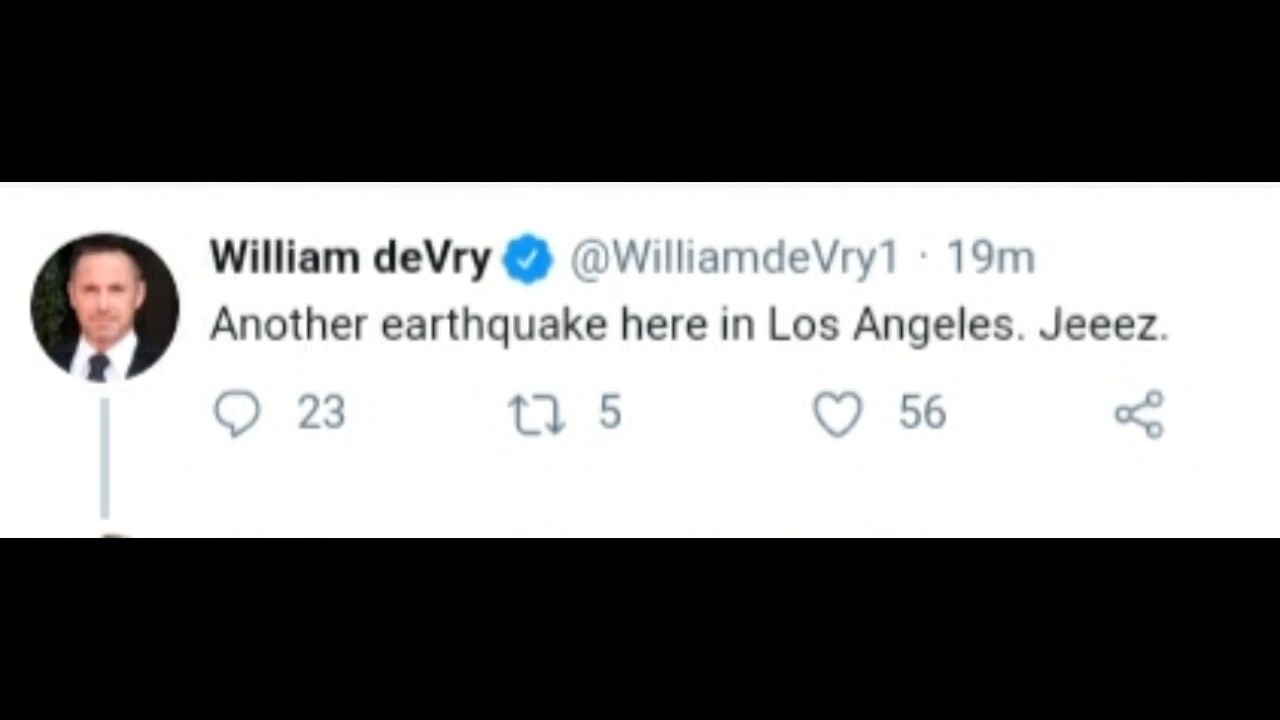 William deVry @WilliamdeVry1 · 19m
Another earthquake here in Los Angeles. Jeeez.
23 5 56